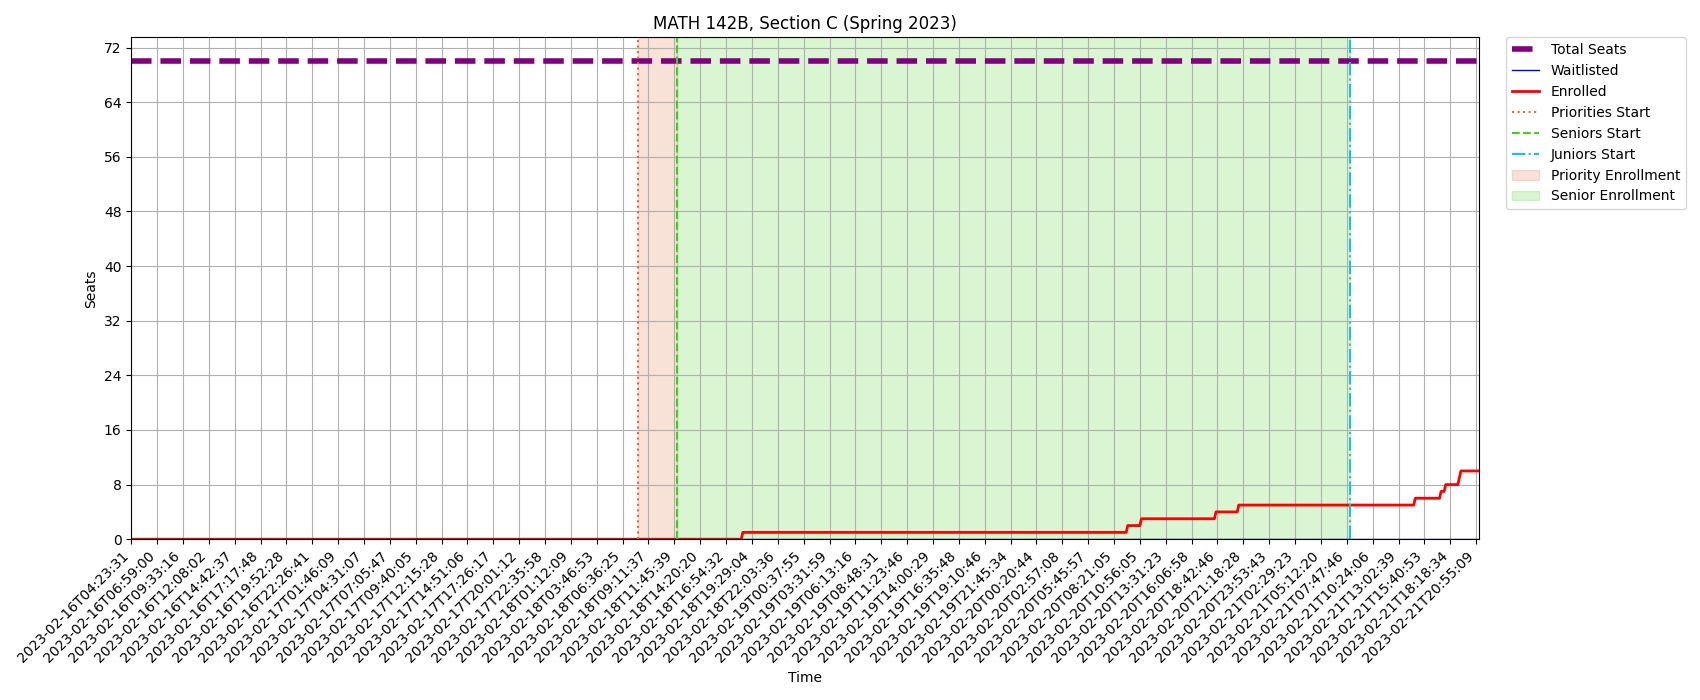 MATH 142B, Section C (Spring 2023)
72
64
56
48
40
32
24
16
8
0
Seats
Total Seats
Waitlisted
Enrolled
Priorities Start
Seniors Start
Juniors Start
Priority Enrollment
Senior Enrollment
2023-02-16T04:23:31
2023-02-16T06:59:00
2023-02-16T09:33:16
2023-02-16T12:08:02
2023-02-16T14:42:37
2023-02-16T17:17:48
2023-02-16T19:52:28
2023-02-16T22:26:41
2023-02-17T01:46:09
2023-02-17T04:31:07
2023-02-17T07:05:47
2023-02-17T09:40:05
2023-02-17T12:15:28
2023-02-17T14:51:06
2023-02-17T17:26:17
2023-02-17T20:01:12
2023-02-17T22:35:58
2023-02-18T01:12:09
2023-02-18T03:46:53
2023-02-18T06:36:25
2023-02-18T09:11:37
2023-02-18T11:45:39
2023-02-18T14:20:20
2023-02-18T16:54:32
2023-02-18T19:29:04
2023-02-18T22:03:36
2023-02-19T00:37:55
2023-02-19T03:31:59
2023-02-19T06:13:16
2023-02-19T08:48:31
2023-02-19T11:23:46
2023-02-19T14:00:29
2023-02-19T16:35:48
2023-02-19T19:10:46
2023-02-19T21:45:34
2023-02-20T00:20:44
2023-02-20T02:57:08
2023-02-20T05:45:57
2023-02-20T08:21:05
2023-02-20T10:56:05
2023-02-20T13:31:23
2023-02-20T16:06:58
2023-02-20T18:42:46
2023-02-20T21:18:28
2023-02-20T23:53:43
2023-02-21T02:29:23
2023-02-21T05:12:20
2023-02-21T07:47:46
2023-02-21T10:24:06
2023-02-21T13:02:39
2023-02-21T15:40:53
2023-02-21T18:18:34
2023-02-21T20:55:09
Time